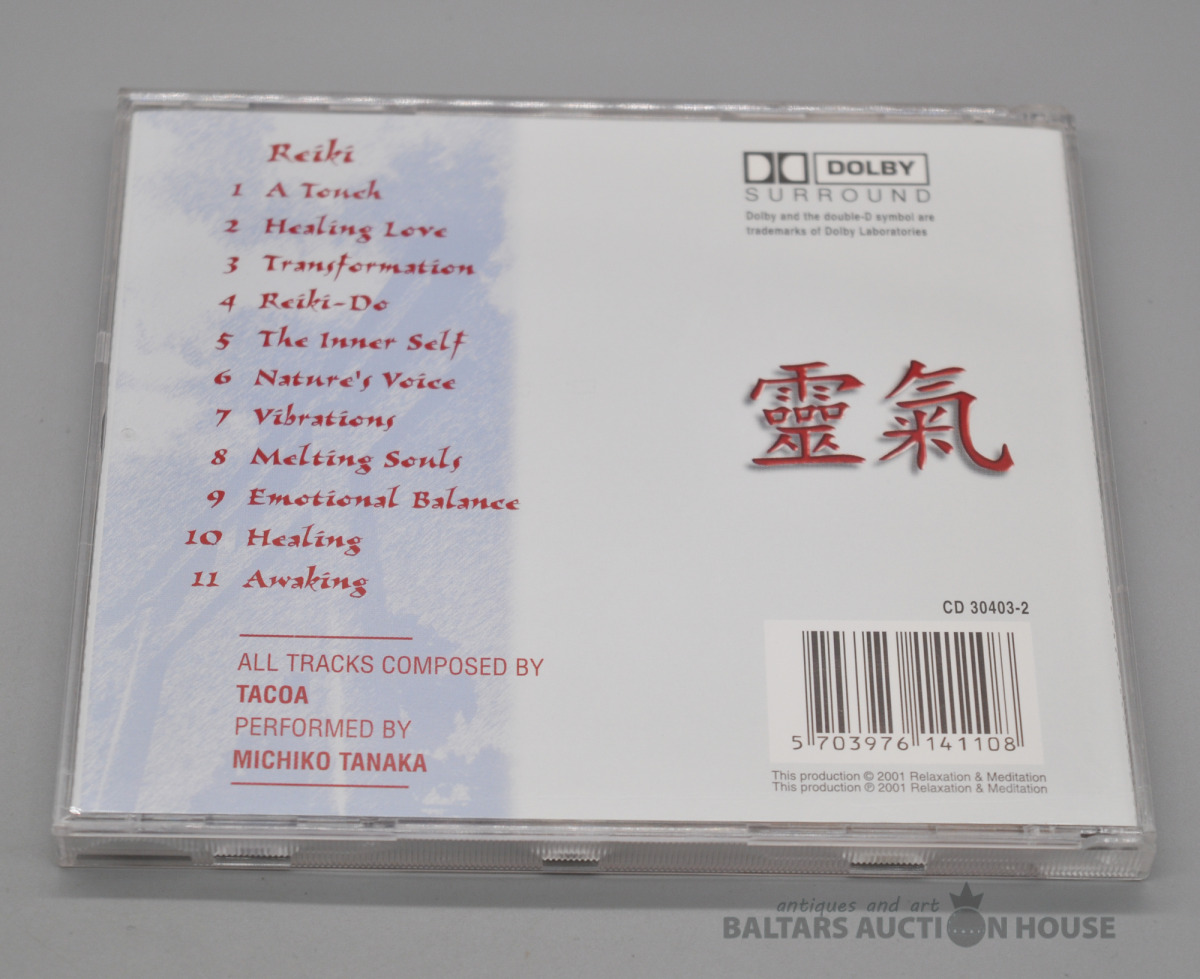 Reiki
1 A Touch
2 Healing Love
3 Transformation
4 Reiki-Do
5 The Inner Self
6 Nature's Voice
7 Vibrations
8 Melting Souls
9 Emotional Balance
10 Healing
11 Awaking
ALL TRACKS COMPOSED BY
TACOA
PERFORMED BY
MICHIKO TANAKA
DOLBY
SURROUND
Dolby and the double-D symbol are
trademarks of Dolby Laboratories
靈氣
CD 30403-2
5 703976 141108
This production © 2001 Relaxation & Meditation
This production ℗ 2001 Relaxation & Meditation
antiques and art
BALTARS AUCTION HOUSE